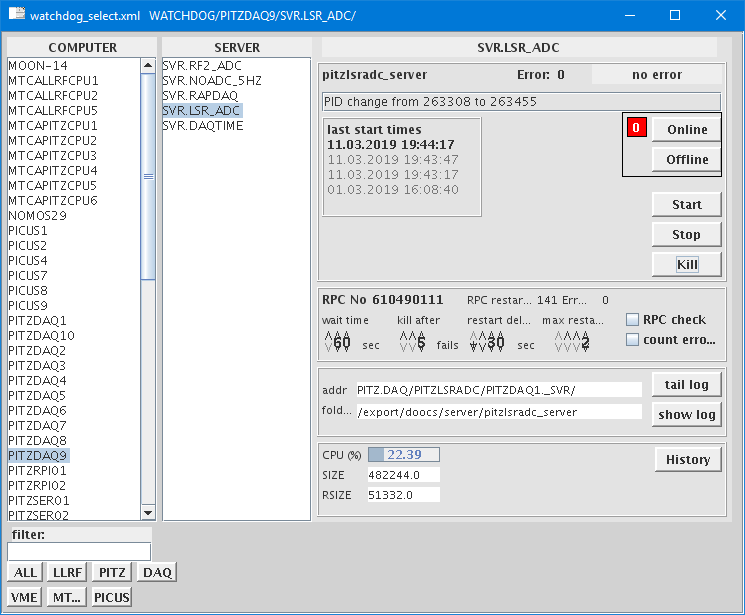 watchdog_select.xml   WATCHDOG/PITZDAQ9/SVR.LSR_ADC/
COMPUTER
MOON-14
MTCALLRFCPU1
MTCALLRFCPU2
MTCALLRFCPU5
MTCAPITZCPU1
MTCAPITZCPU2
MTCAPITZCPU3
MTCAPITZCPU4
MTCAPITZCPU5
MTCAPITZCPU6
NOMOS29
PICUS1
PICUS2
PICUS4
PICUS7
PICUS8
PICUS9
PITZDAQ1
PITZDAQ10
PITZDAQ2
PITZDAQ3
PITZDAQ4
PITZDAQ5
PITZDAQ6
PITZDAQ7
PITZDAQ8
PITZDAQ9
PITZRPI01
PITZRPI02
PITZSER01
PITZSER02
filter:
ALL LLRF PITZ DAQ
VME MT... PICUS
SERVER
SVR.RF2_ADC
SVR.NOADC_5HZ
SVR.RAPDAQ
SVR.LSR_ADC
SVR.DAQTIME
SVR.LSR_ADC
pitzlsradc_server Error: 0 no error
PID change from 263308 to 263455
last start times
11.03.2019 19:44:17
11.03.2019 19:43:47
11.03.2019 19:43:17
01.03.2019 16:08:40
0 Online
Offline
Start
Stop
Kill
RPC No 610490111 RPC restar... 141 Err... 0
wait time kill after restart del... max resta... RPC check
60 sec 5 fails 30 sec 2 count erro...
addr PITZ.DAQ/PITZLSRADC/PITZDAQ1._SVR/ tail log
fold... /export/doocs/server/pitzlsradc_server show log
CPU (%) 22.39 History
SIZE 482244.0
RSIZE 51332.0